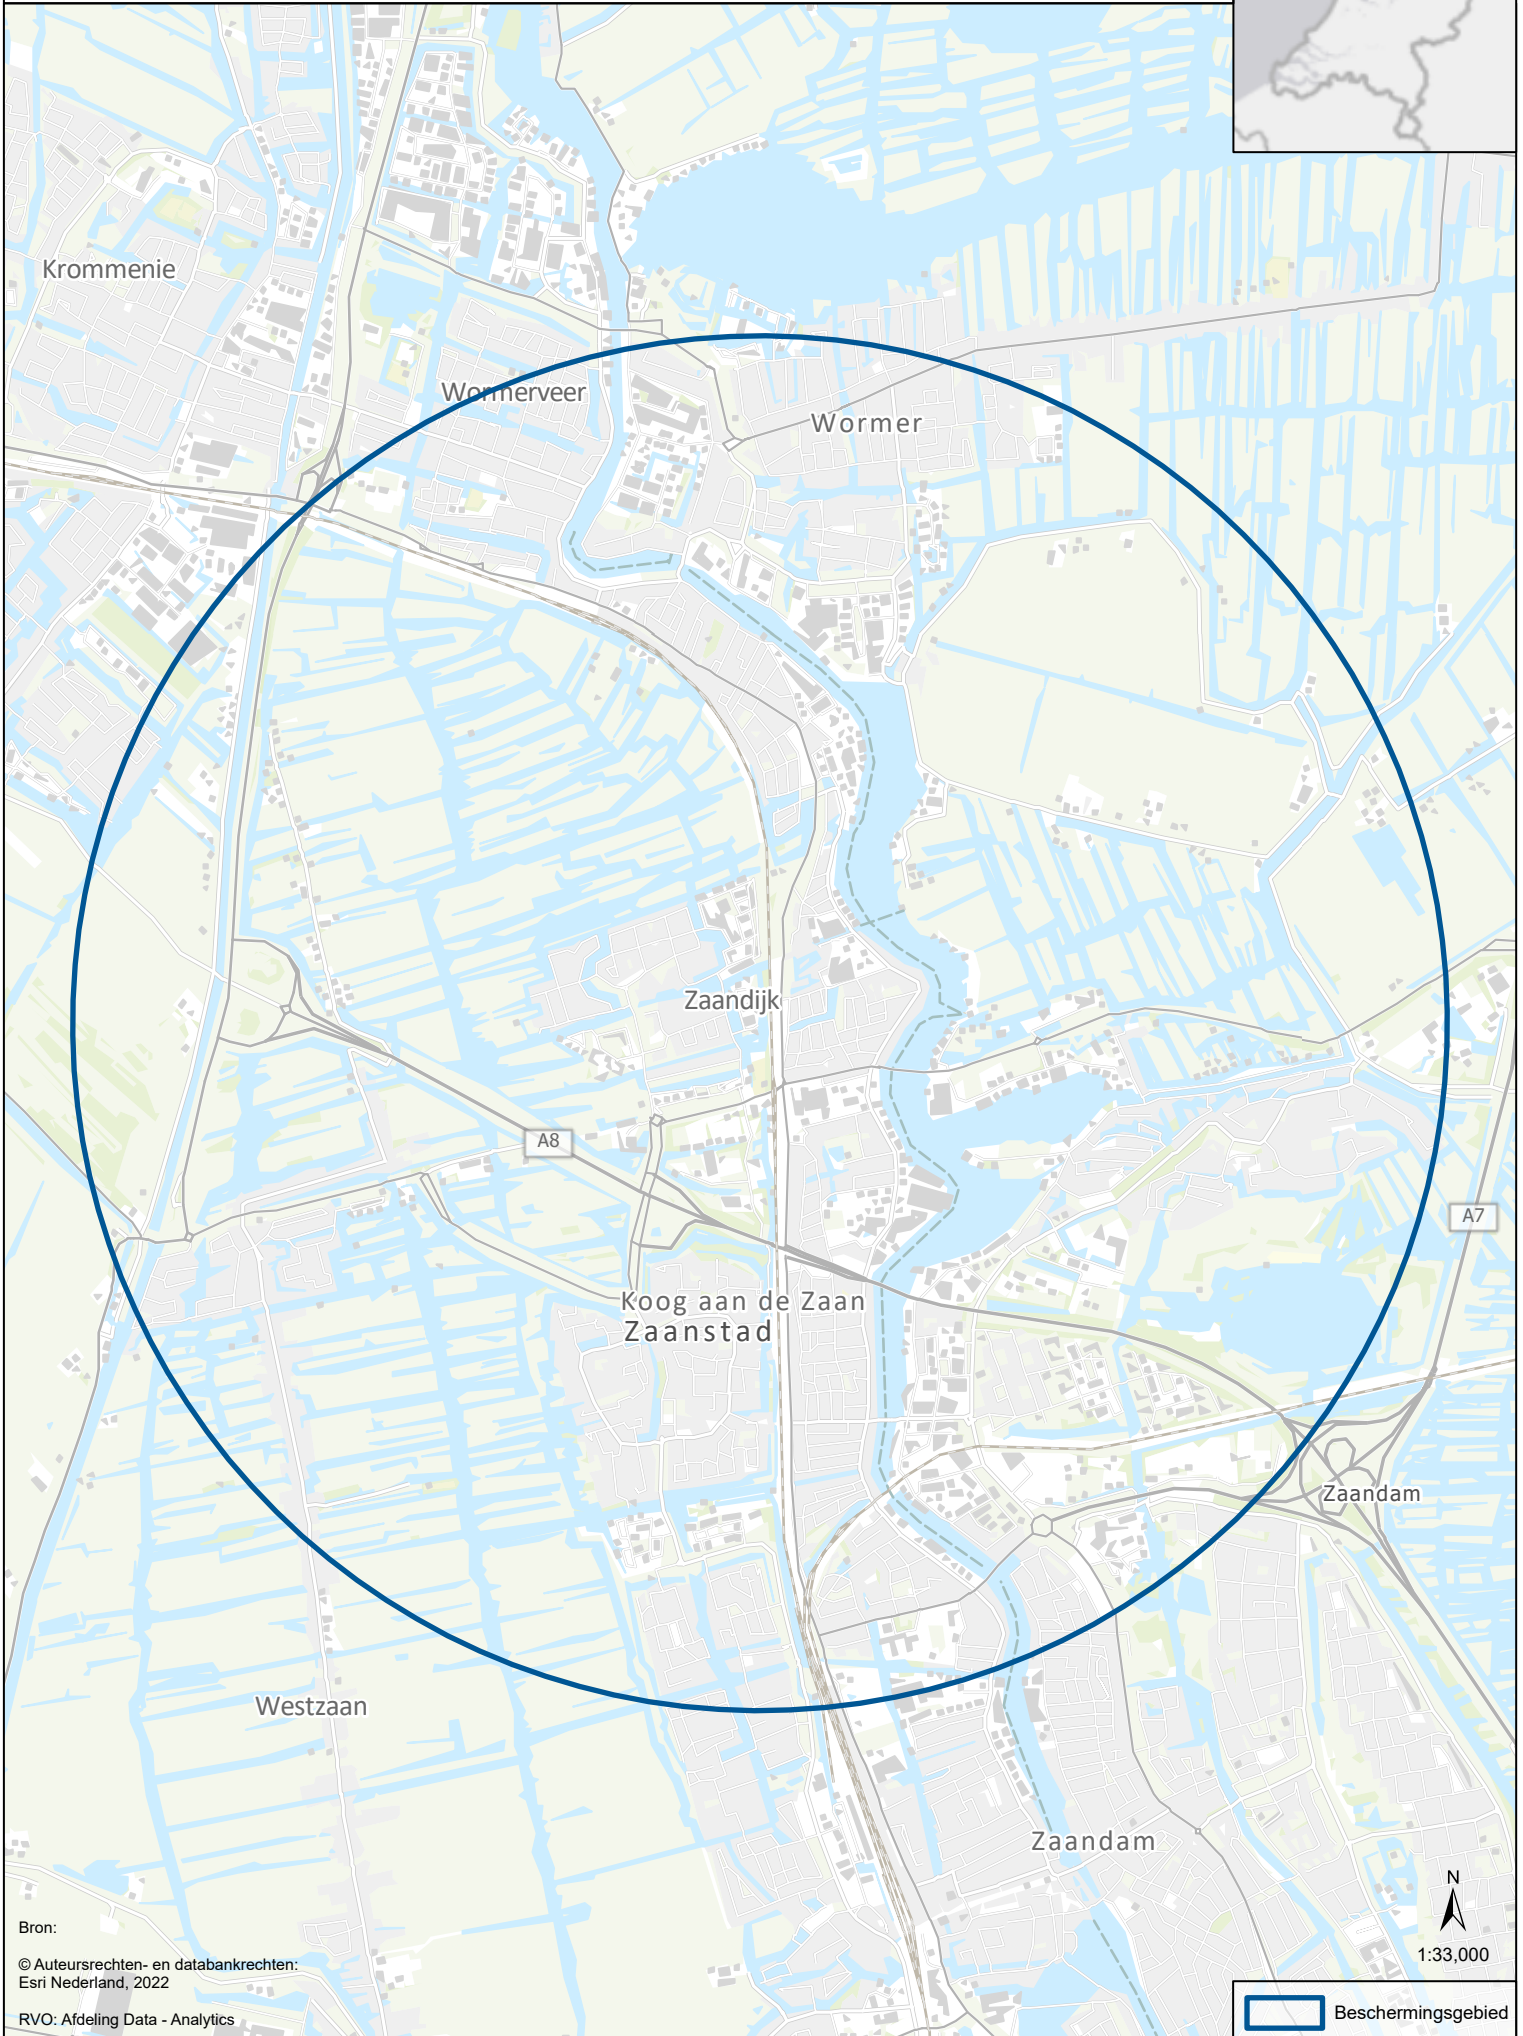 Krommenie
Wormerveer
Wormer
Zaandijk
A8
A7
Koog aan de Zaan
Zaanstad
Zaandam
Westzaan
Zaandam
N
1:33,000
Bron:
© Auteursrechten- en databankrechten:
Esri Nederland, 2022
RVO: Afdeling Data - Analytics
Beschermingsgebied